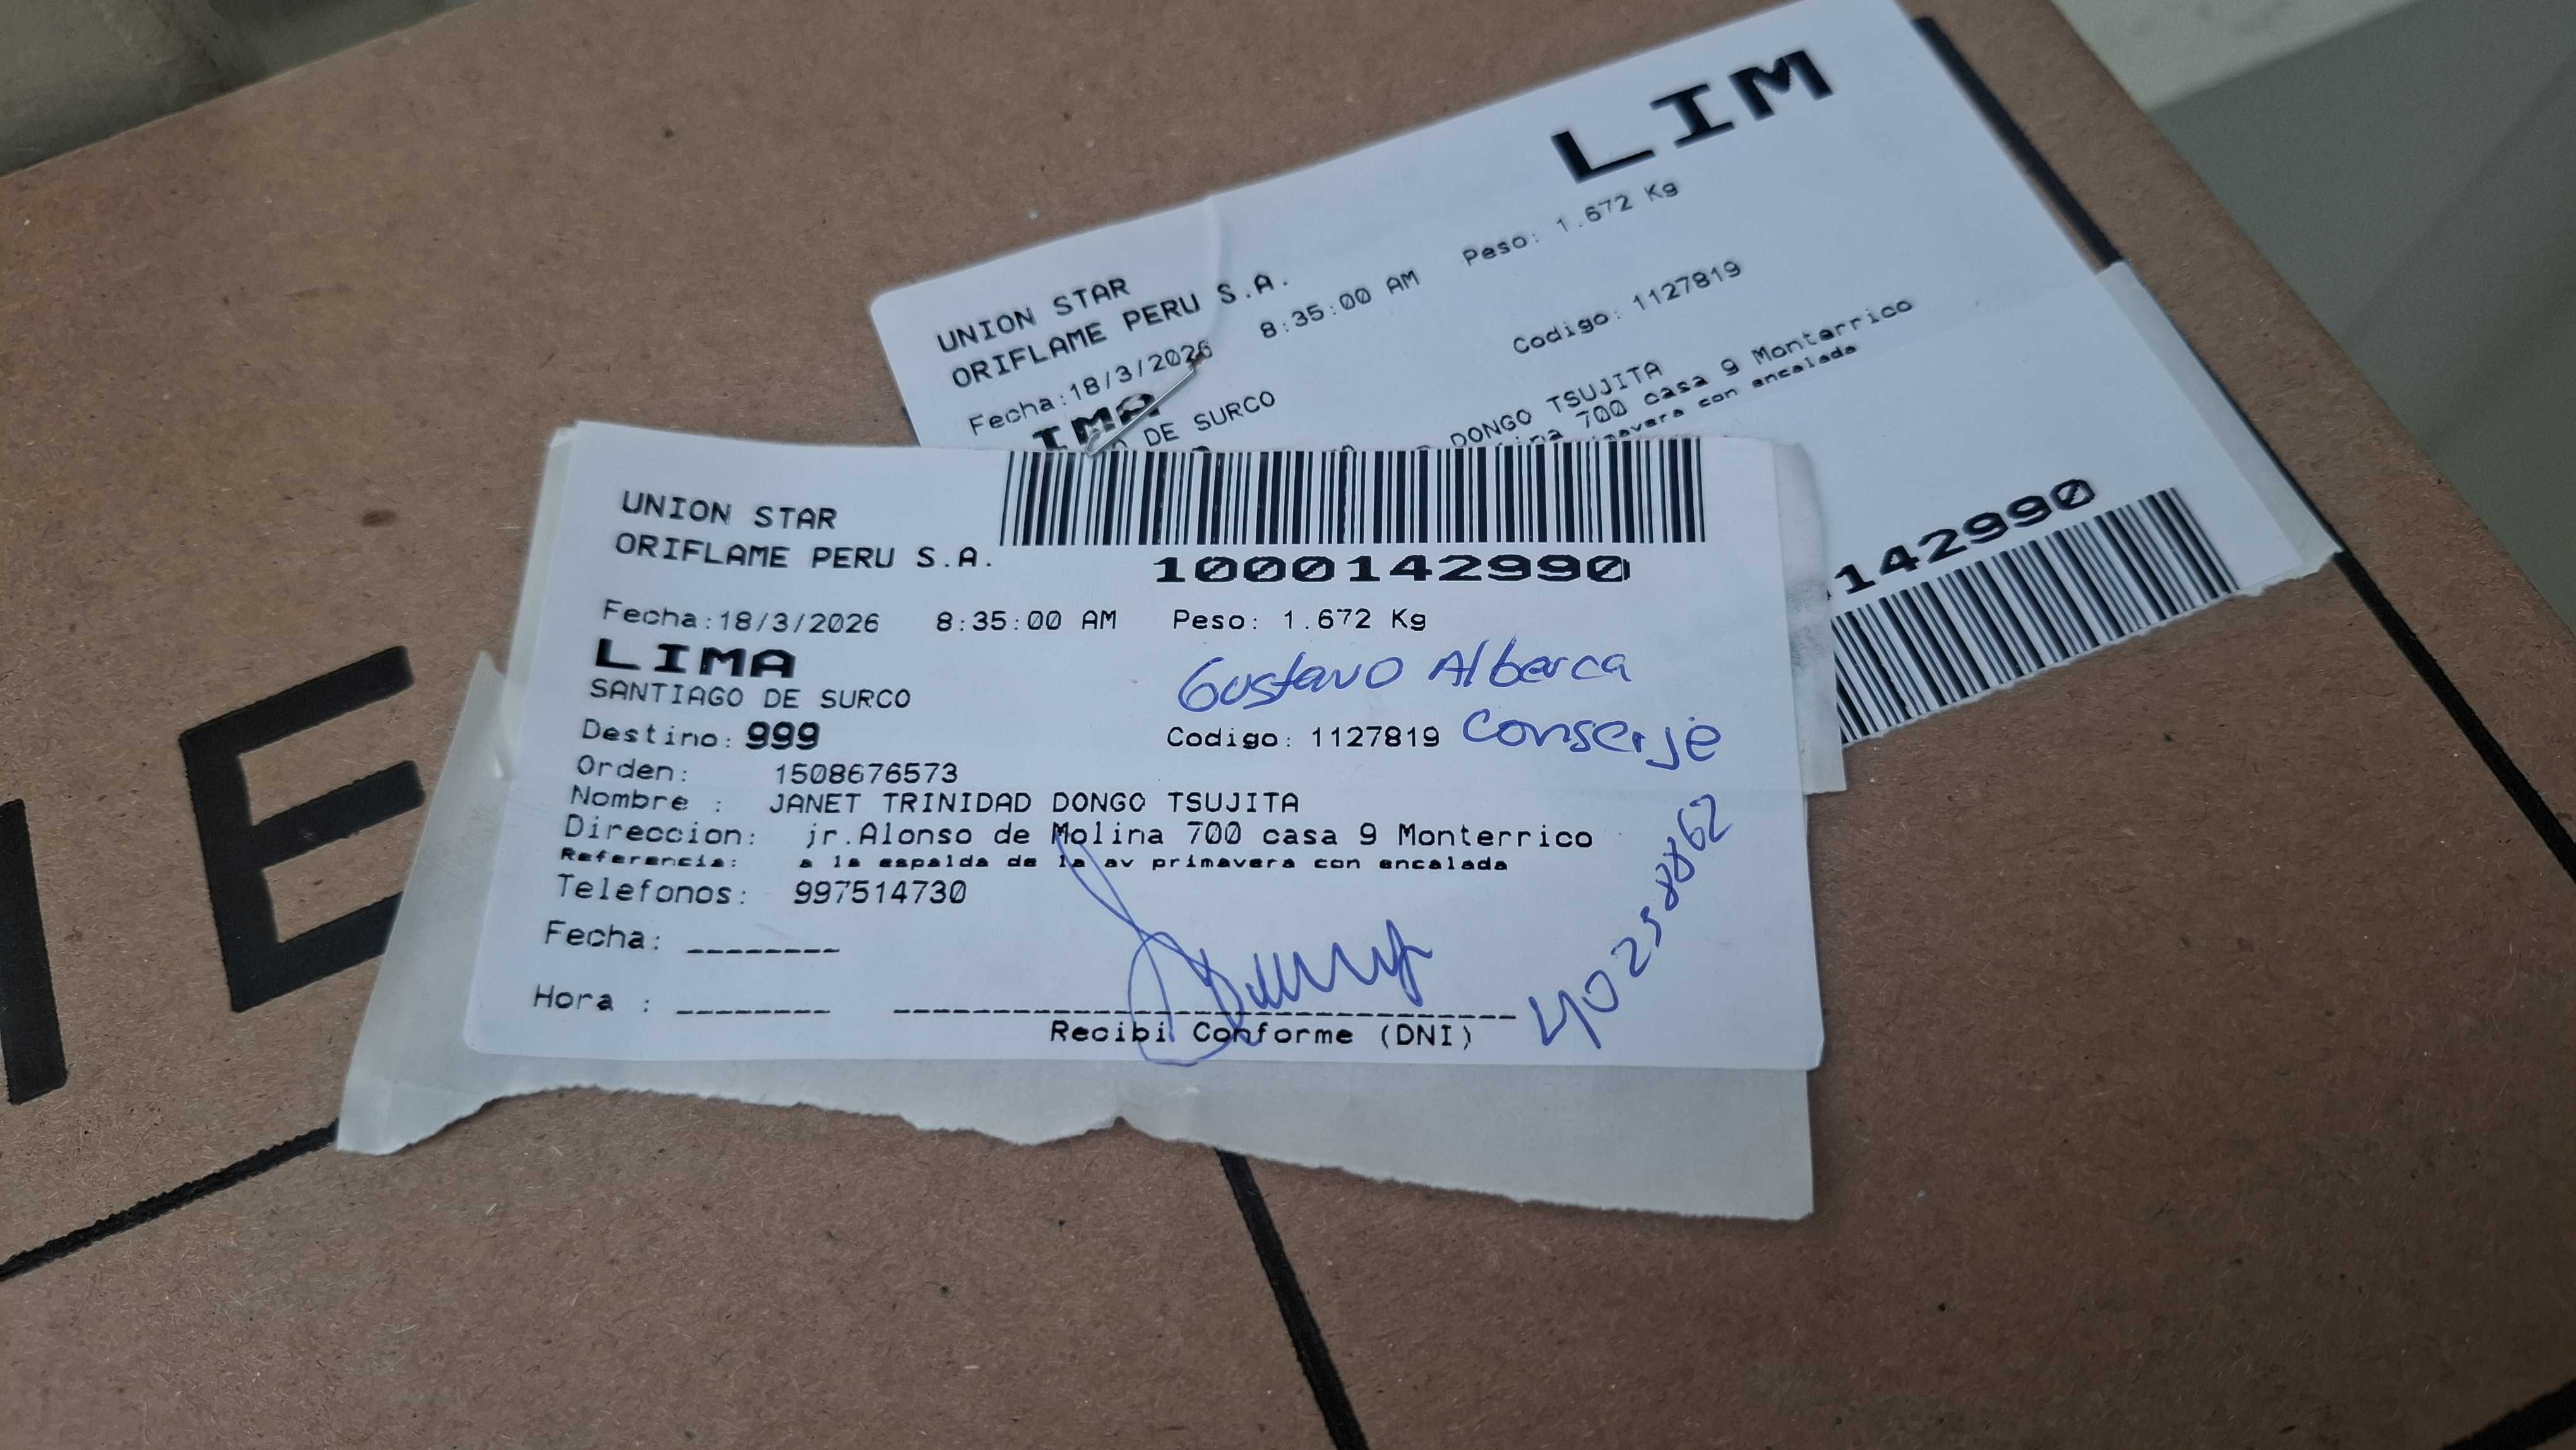 LIM
UNION STAR
ORIFLAME PERU S.A.
Fecha:18/3/2026 8:35:00 AM Peso: 1.672 Kg
IMA
DE SURCO
Codigo: 1127819
DONGO TSUJITA
700 casa 9 Monterrico
con encalada
142990
UNION STAR
ORIFLAME PERU S.A.
1000142990
Fecha:18/3/2026 8:35:00 AM Peso: 1.672 Kg
LIMA
Gustavo Alberca
SANTIAGO DE SURCO
Destino: 999
Codigo: 1127819 Conserje
Orden: 1508676573
Nombre : JANET TRINIDAD DONGO TSUJITA
Direccion: jr.Alonso de Molina 700 casa 9 Monterrico
Referencia: a la espalda de la av primavera con encalada
Telefonos: 997514730
Fecha: --------
Hora : --------
Recibi Conforme (DNI)
40258862
E